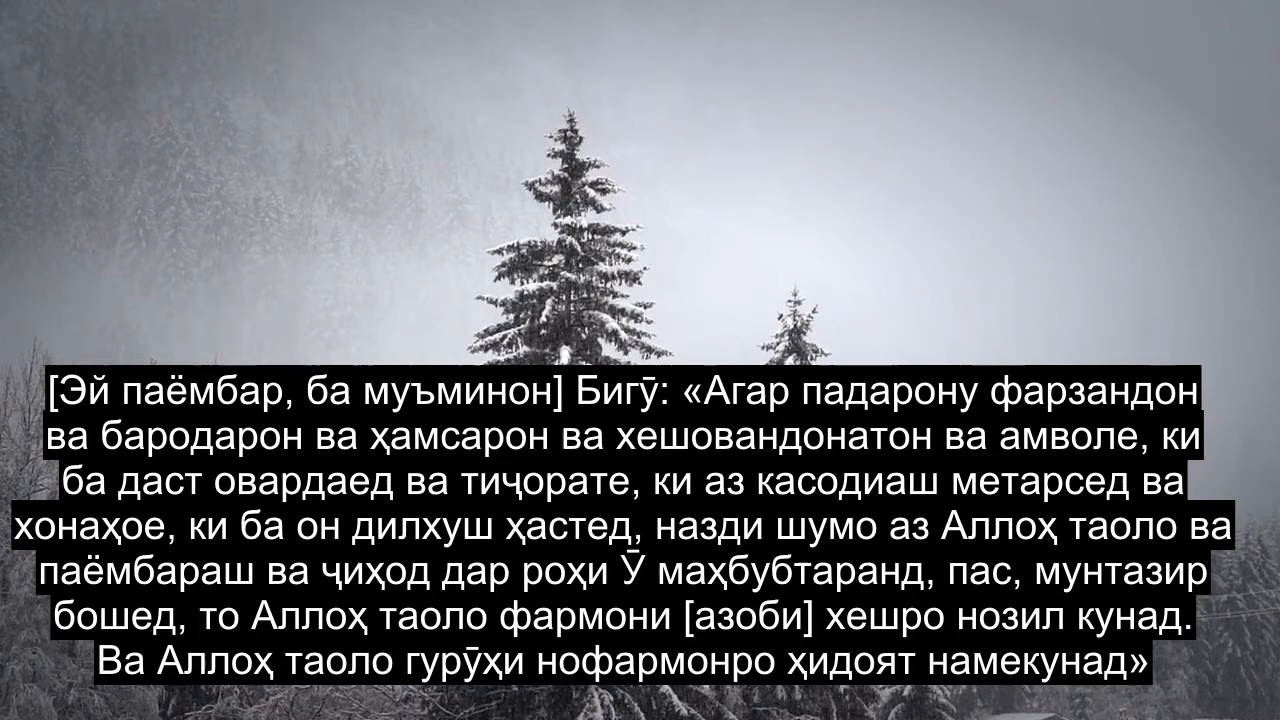 [Эй паёмбар, ба муъминон] Бигӯ: «Агар падарону фарзандон
ва бародарон ва ҳамсарон ва хешовандонатон ва амволе, ки
ба даст овардаед ва тиҷорате, ки аз касодиаш метарсед ва
хонаҳое, ки ба он дилхуш ҳастед, назди шумо аз Аллоҳ таоло ва
паёмбараш ва ҷиҳод дар роҳи Ӯ маҳбубтаранд, пас, мунтазир
бошед, то Аллоҳ таоло фармони [азоби] хешро нозил кунад.
Ва Аллоҳ таоло гурӯҳи нофармонро ҳидоят намекунад»